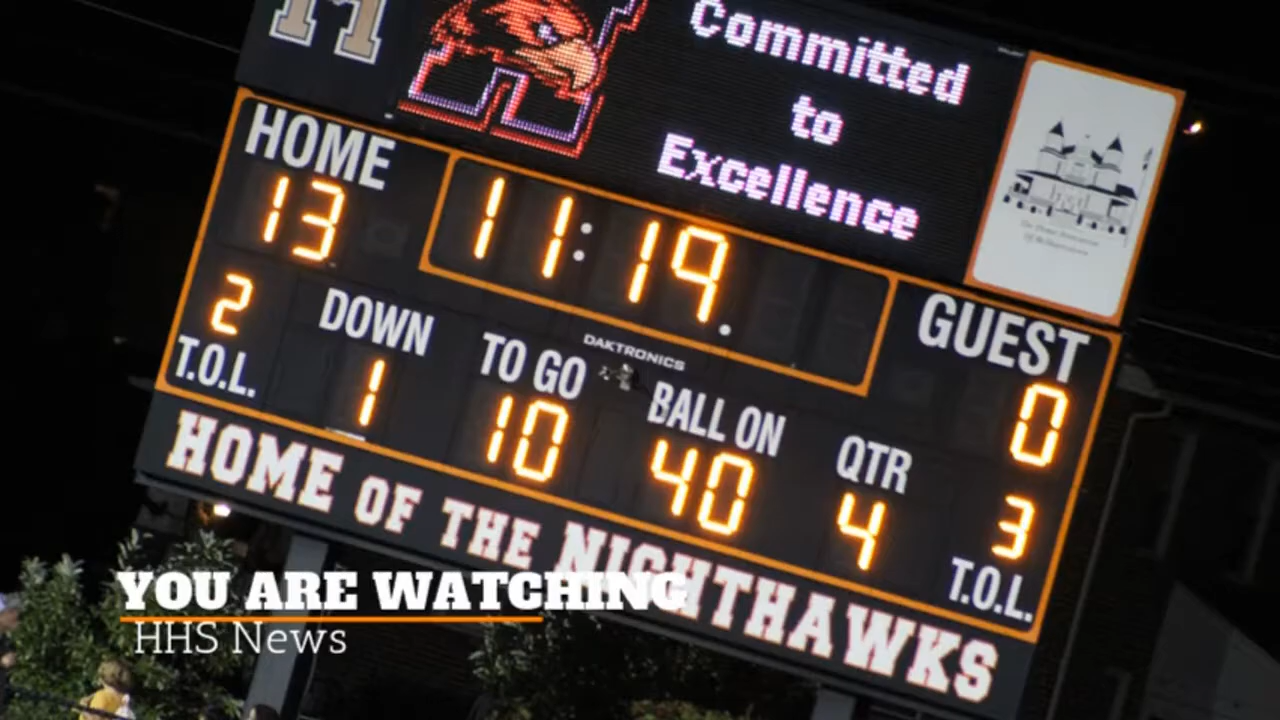 H
Committed
to
Excellence
HOME
13
11:19
GUEST
0
2
T.O.L.
DOWN
1
TO GO
10
DAKTRONICS
BALL ON
40
QTR
4
3
T.O.L.
HOME OF THE NIGHTHAWKS
YOU ARE WATCHING
HHS News